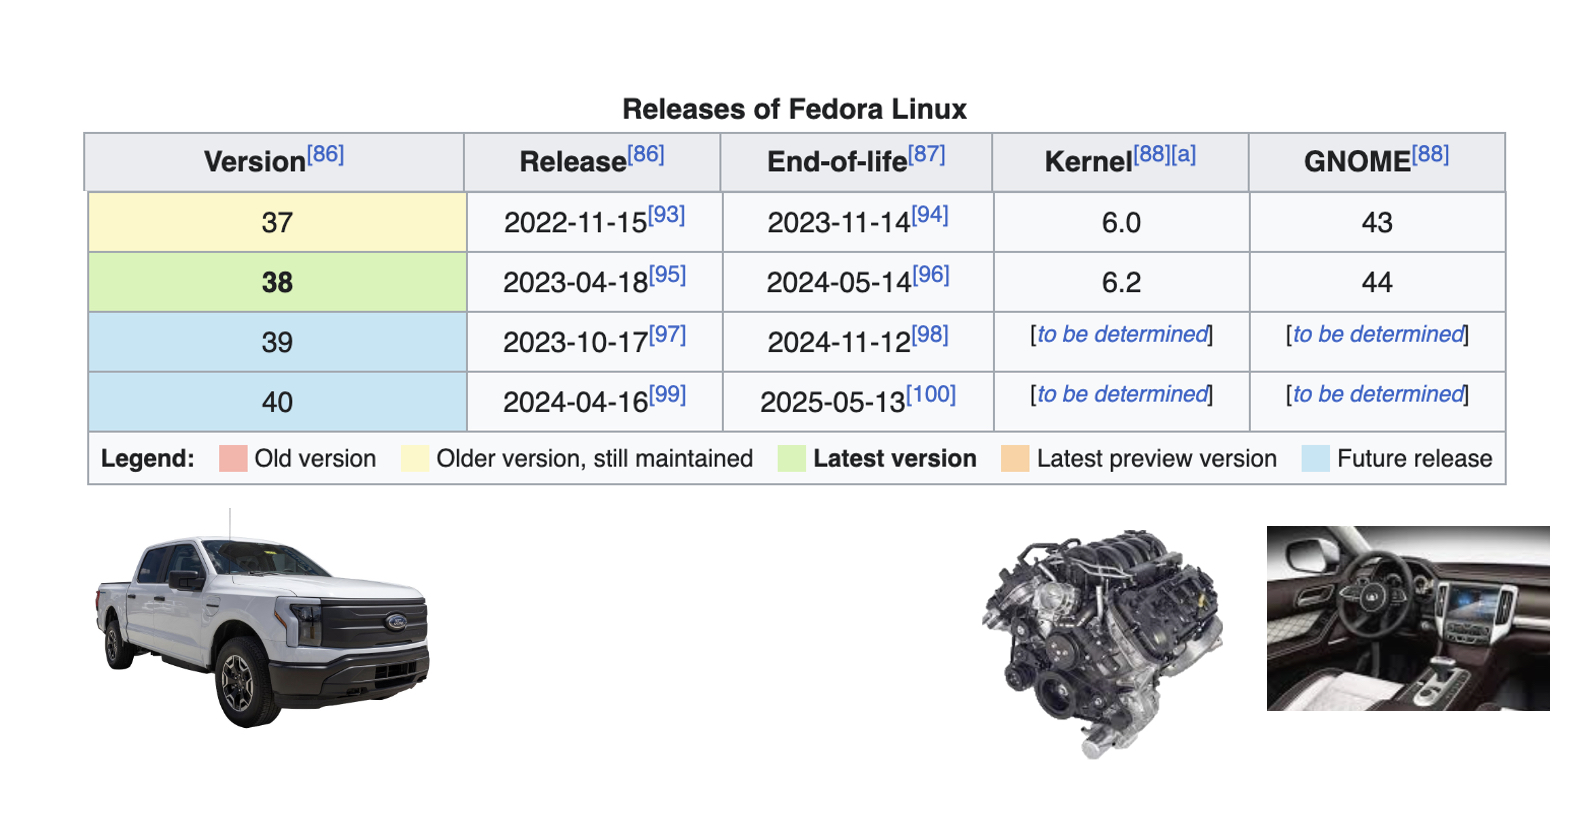 Releases of Fedora Linux
Version[86] Release[86] End-of-life[87] Kernel[88][a] GNOME[88]
37 2022-11-15[93] 2023-11-14[94] 6.0 43
38 2023-04-18[95] 2024-05-14[96] 6.2 44
39 2023-10-17[97] 2024-11-12[98] [to be determined] [to be determined]
40 2024-04-16[99] 2025-05-13[100] [to be determined] [to be determined]
Legend: Old version Older version, still maintained Latest version Latest preview version Future release
Ford